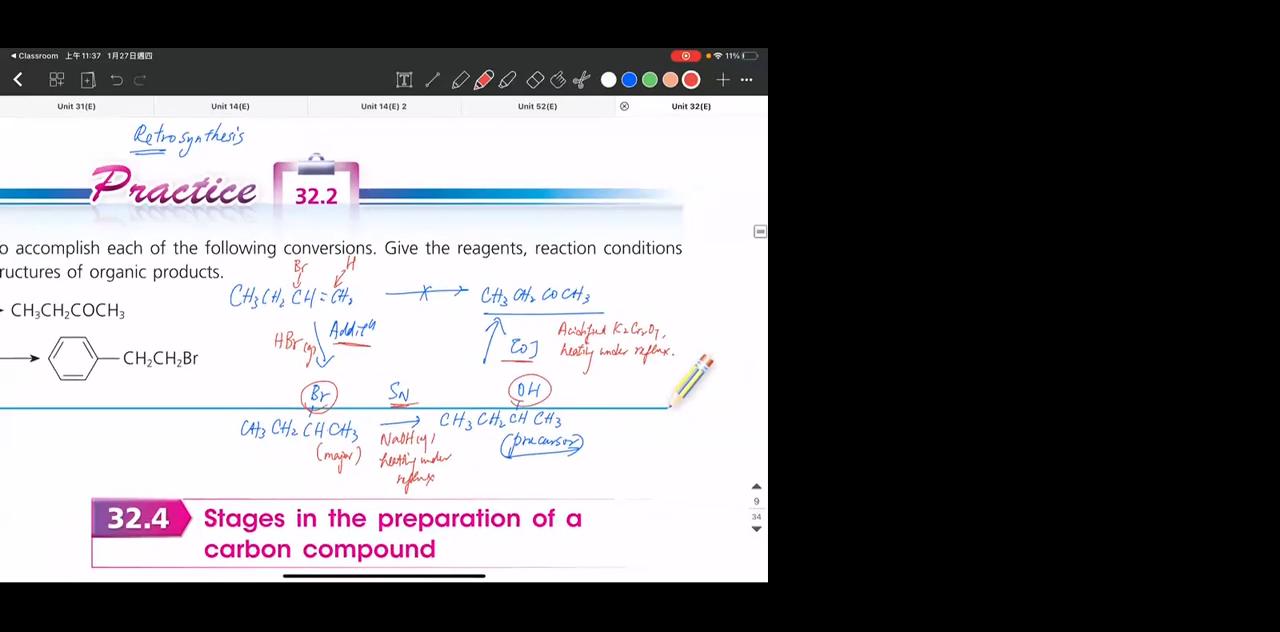 Classroom 上午11:37 1月27日週四
11%
Unit 31(E) Unit 14(E) Unit 14(E) 2 Unit 52(E) Unit 32(E)
Retrosynthesis
Practice 32.2
o accomplish each of the following conversions. Give the reagents, reaction conditions
ructures of organic products.
Br H
CH3CH2CH=CH2 CH3CH2COCH3
CH3CH2COCH3
HBr(g) Additⁿ [O] Acidified K2Cr2O7,
heating under reflux.
CH2CH2Br
Br SN OH
CH3CH2CHCH3 CH3CH2CHCH3
(major) NaOH(aq) (precursor)
heating under
reflux
32.4 Stages in the preparation of a
carbon compound
9
34